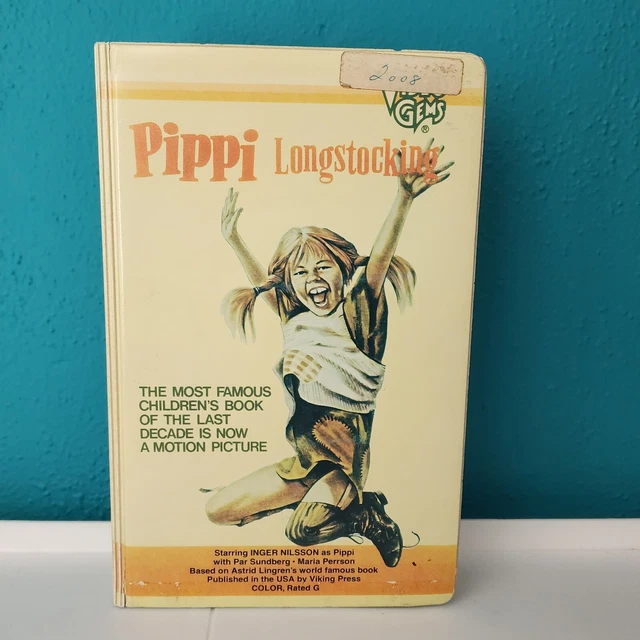 2008
VIDEO
GEMS
®
Pippi Longstocking
THE MOST FAMOUS
CHILDREN'S BOOK
OF THE LAST
DECADE IS NOW
A MOTION PICTURE
Starring INGER NILSSON as Pippi
with Par Sundberg • Maria Perrson
Based on Astrid Lingren's world famous book
Published in the USA by Viking Press
COLOR, Rated G